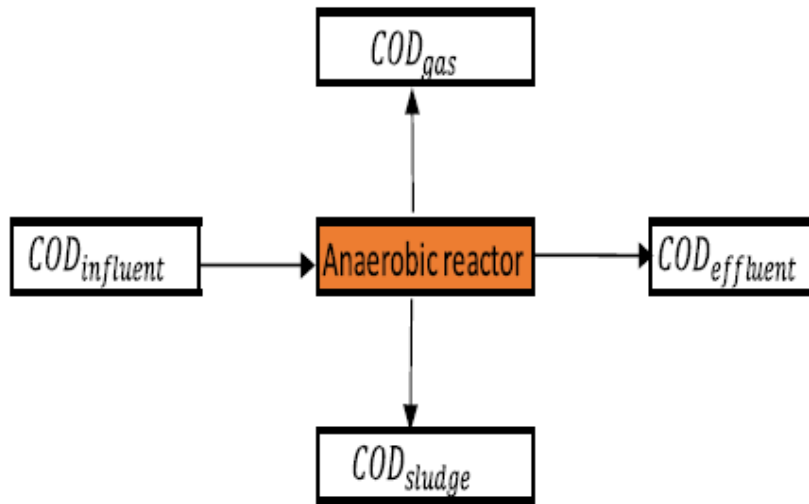 COD_gas
COD_influent
Anaerobic reactor
COD_effluent
COD_sludge